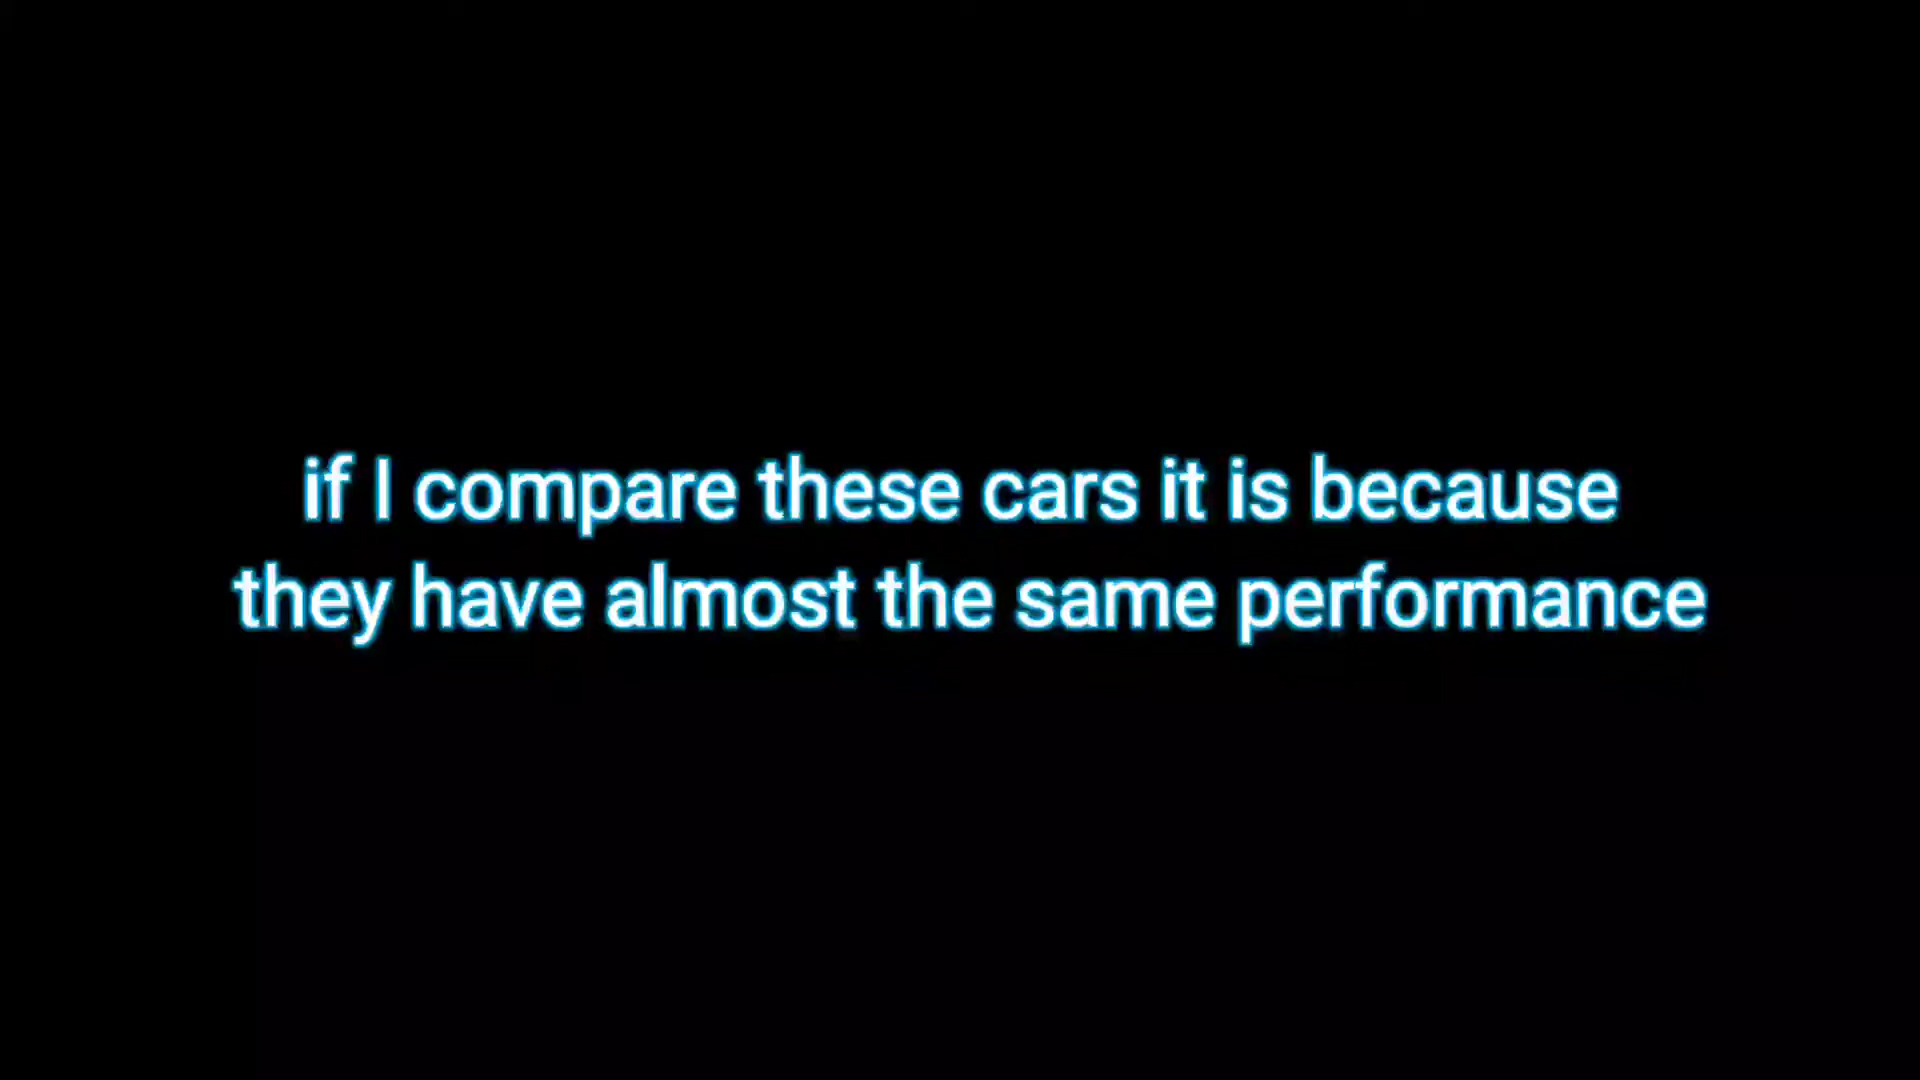 if I compare these cars it is because
they have almost the same performance